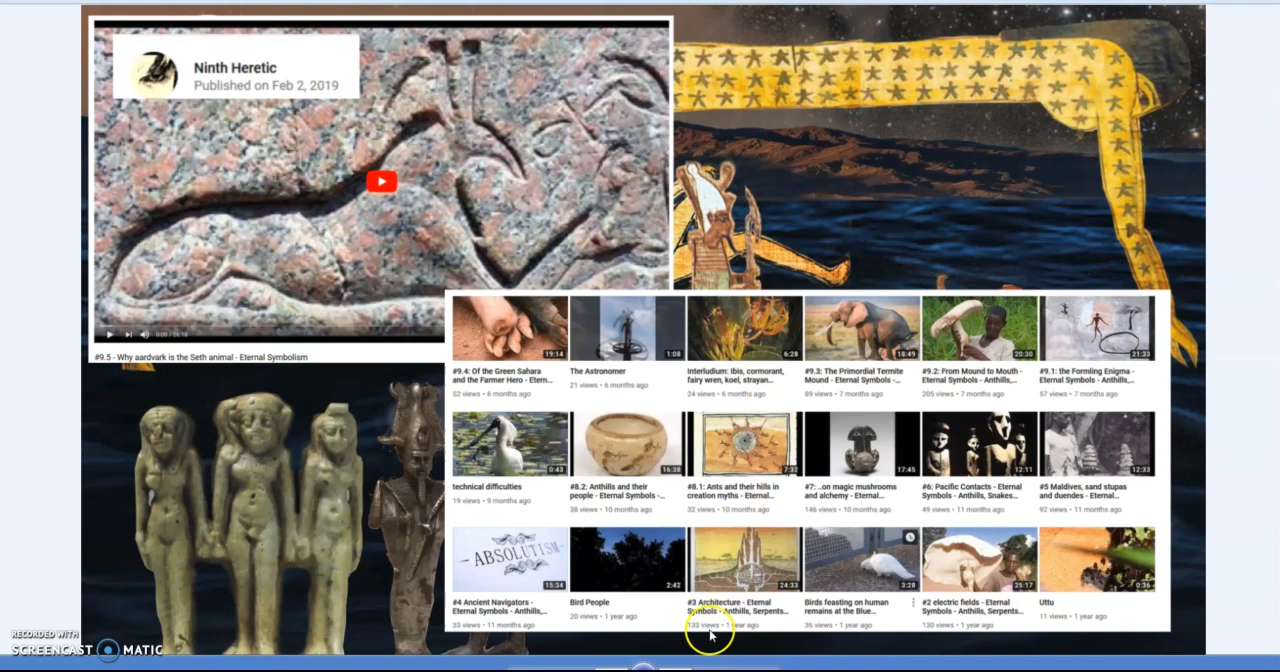 Ninth Heretic
Published on Feb 2, 2019
0:00 / 26:18
#9.5 - Why aardvark is the Seth animal - Eternal Symbolism
19:14
1:08
6:28
18:49
20:30
21:33
#9.4: Of the Green Sahara
and the Farmer Hero - Etern...
52 views • 6 months ago
The Astronomer
21 views • 6 months ago
Interludium: Ibis, cormorant,
fairy wren, koel, strayan...
24 views • 6 months ago
#9.3: The Primordial Termite
Mound - Eternal Symbols -...
89 views • 7 months ago
#9.2: From Mound to Mouth -
Eternal Symbols - Anthills,...
205 views • 7 months ago
#9.1: the Formling Enigma -
Eternal Symbols - Anthills,...
57 views • 7 months ago
0:43
16:38
7:32
17:45
12:11
12:33
technical difficulties
19 views • 9 months ago
#8.2: Anthills and their
people - Eternal Symbols -...
38 views • 10 months ago
#8.1: Ants and their hills in
creation myths - Eternal...
32 views • 10 months ago
#7: ..on magic mushrooms
and alchemy - Eternal...
146 views • 10 months ago
#6: Pacific Contacts - Eternal
Symbols - Anthills, Snakes...
49 views • 11 months ago
#5 Maldives, sand stupas
and duendes - Eternal...
92 views • 11 months ago
ABSOLUTISM
15:34
2:42
24:33
3:28
25:17
0:36
#4 Ancient Navigators -
Eternal Symbols - Anthills,...
33 views • 11 months ago
Bird People
20 views • 1 year ago
#3 Architecture - Eternal
Symbols - Anthills, Serpents...
133 views • 1 year ago
Birds feasting on human
remains at the Blue...
36 views • 1 year ago
#2 electric fields - Eternal
Symbols - Anthills, Serpents...
130 views • 1 year ago
Uttu
11 views • 1 year ago
RECORDED WITH
SCREENCAST MATIC